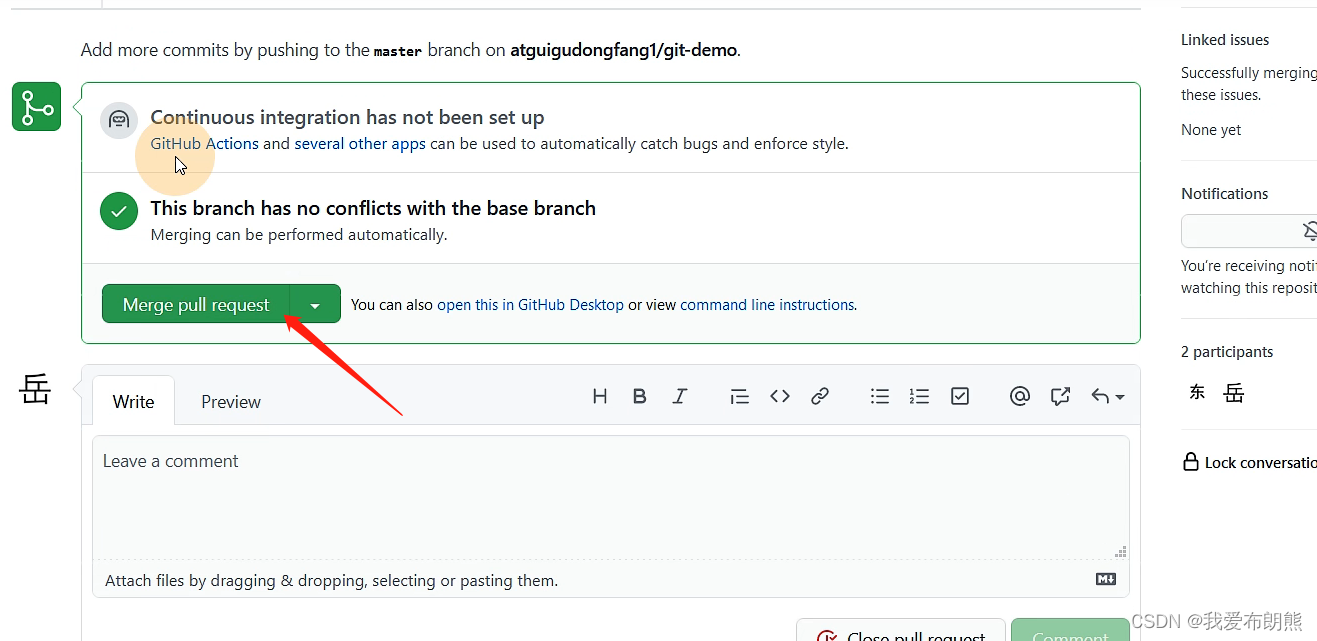 Add more commits by pushing to the master branch on atguigudongfang1/git-demo.
Continuous integration has not been set up
GitHub Actions and several other apps can be used to automatically catch bugs and enforce style.
This branch has no conflicts with the base branch
Merging can be performed automatically.
Merge pull request
You can also open this in GitHub Desktop or view command line instructions.
岳
Write
Preview
Leave a comment
Attach files by dragging & dropping, selecting or pasting them.
Close pull request
Comment
Linked issues
Successfully merging
these issues.
None yet
Notifications
You're receiving noti
watching this reposit
2 participants
东 岳
Lock conversatio
CSDN @我爱布朗熊